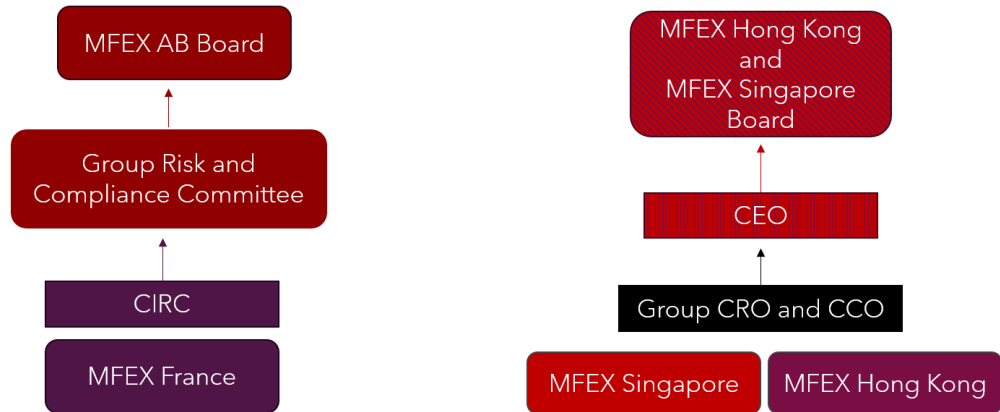 MFEX AB Board
Group Risk and
Compliance Committee
CIRC
MFEX France
MFEX Hong Kong
and
MFEX Singapore
Board
CEO
Group CRO and CCO
MFEX Singapore
MFEX Hong Kong